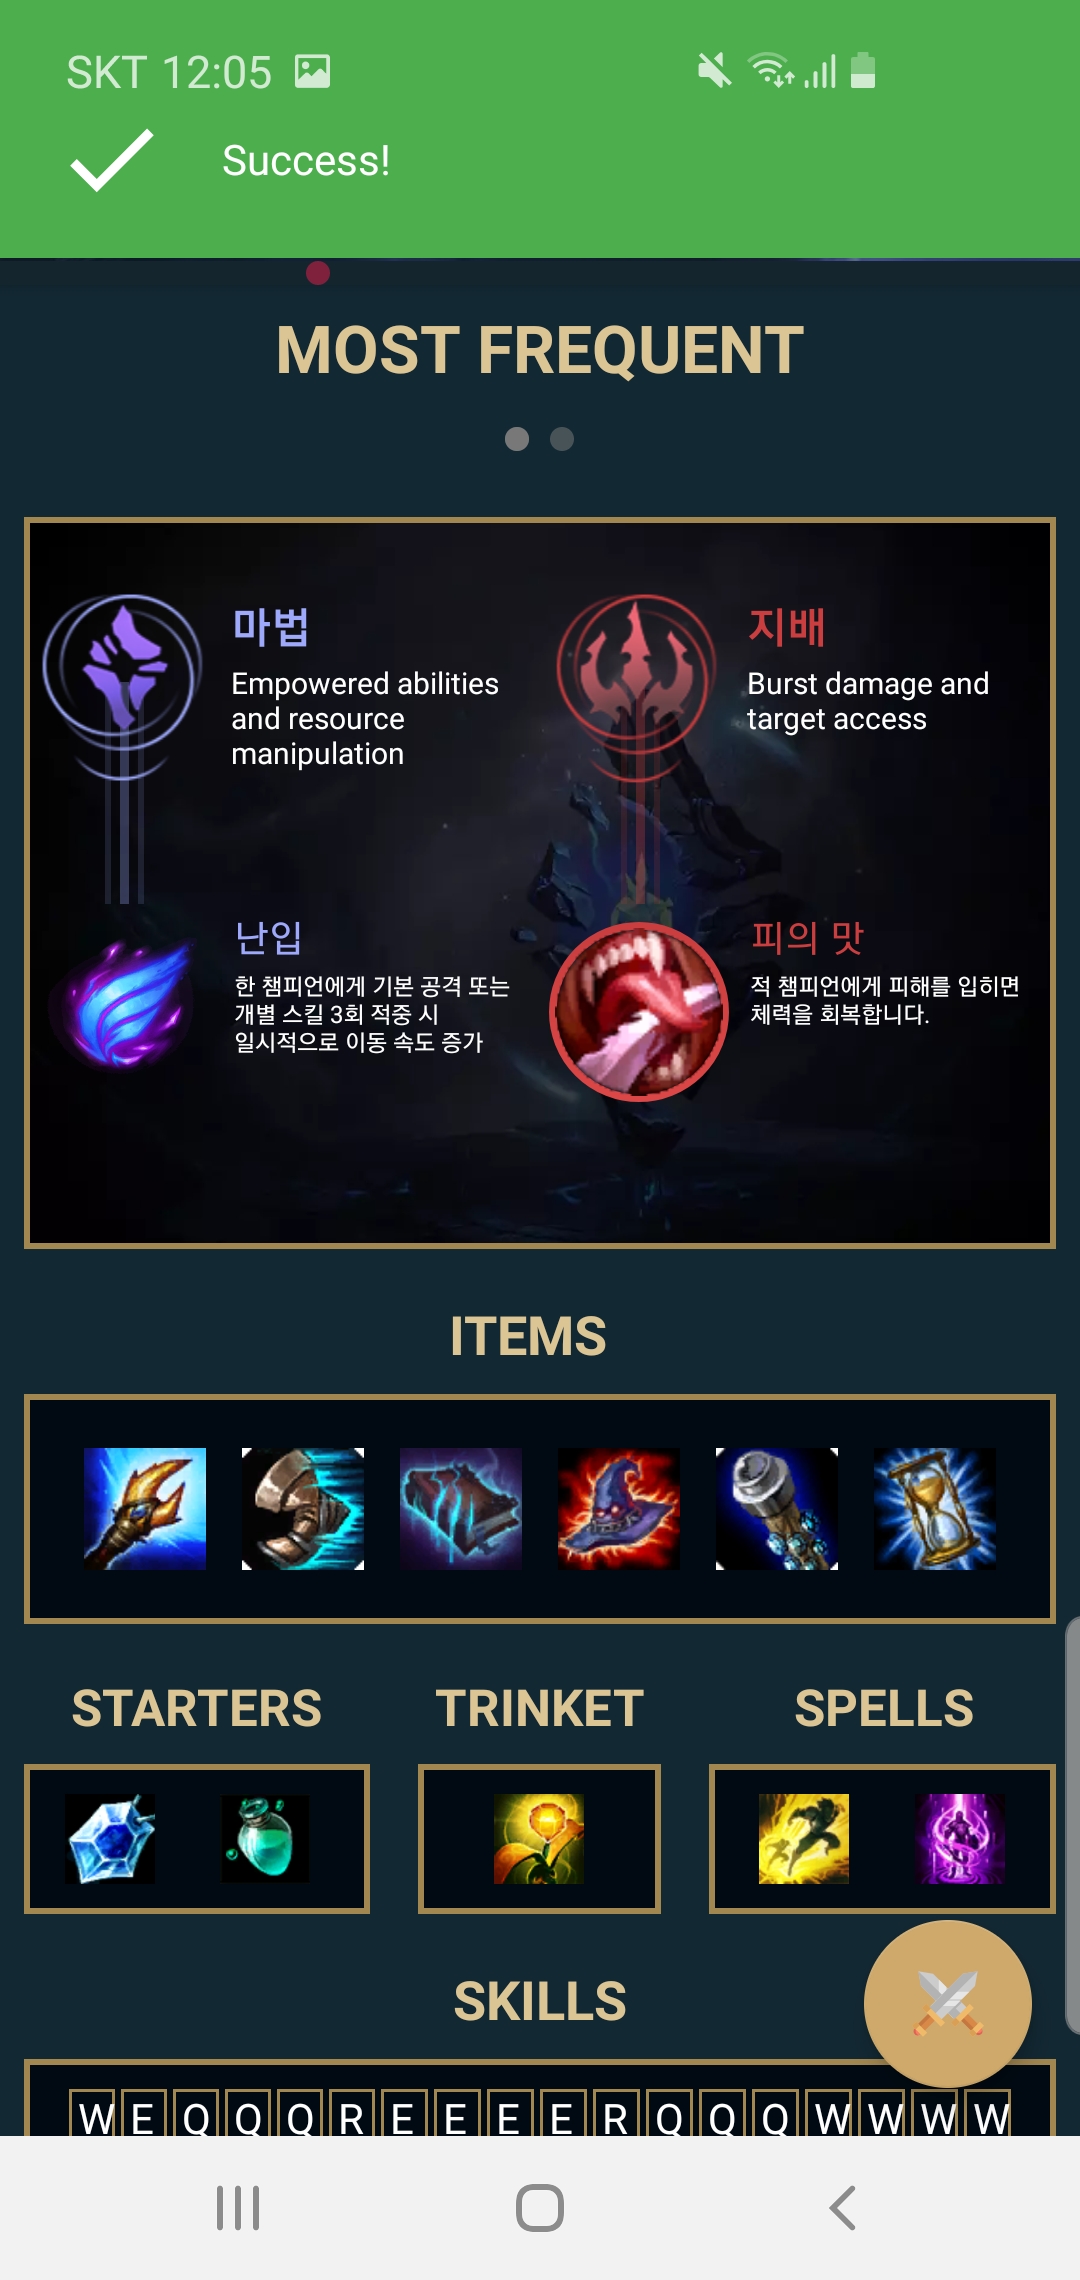 SKT 12:05
Success!
MOST FREQUENT
마법
Empowered abilities
and resource
manipulation
지배
Burst damage and
target access
난입
한 챔피언에게 기본 공격 또는
개별 스킬 3회 적중 시
일시적으로 이동 속도 증가
피의 맛
적 챔피언에게 피해를 입히면
체력을 회복합니다.
ITEMS
STARTERS
TRINKET
SPELLS
SKILLS
W E Q Q Q R E E E E R Q Q Q W W W W